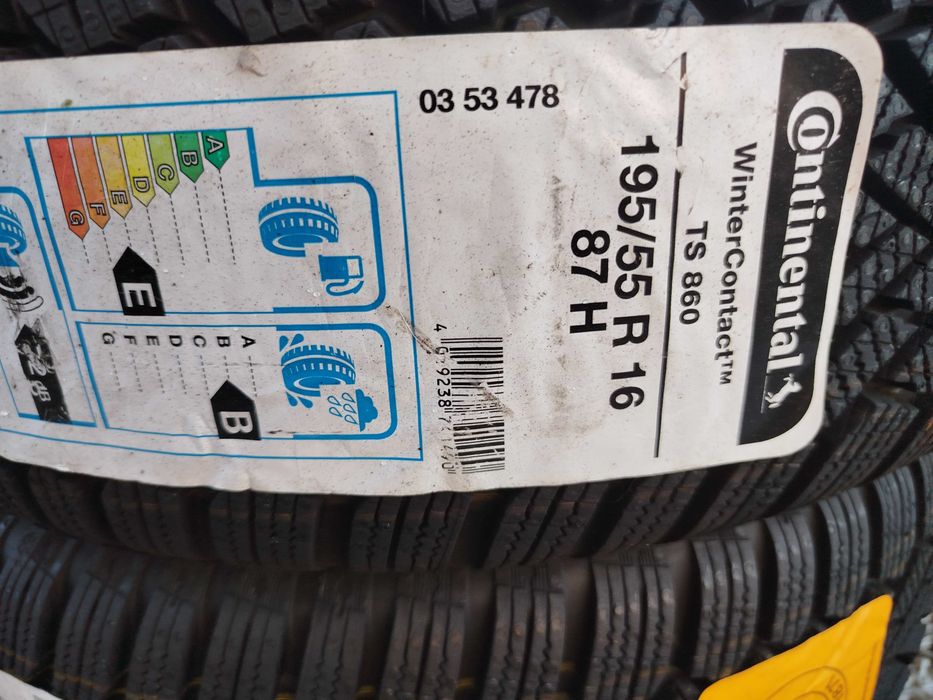 Continental
WinterContact™
TS 860
195/55 R 16
87 H
03 53 478
A
B
C
D
E
F
G
E
A
B
C
D
E
F
G
B